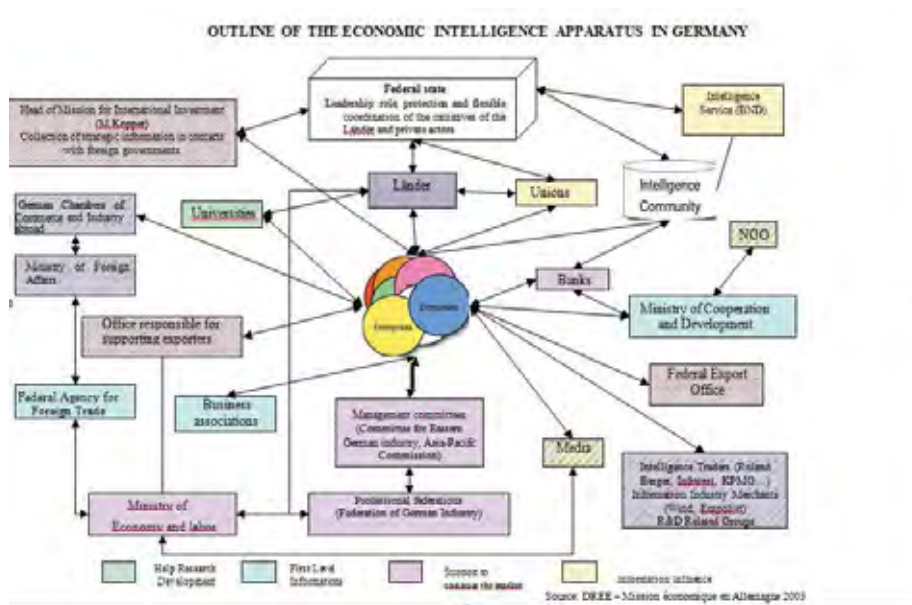 OUTLINE OF THE ECONOMIC INTELLIGENCE APPARATUS IN GERMANY
Federal state
Leadership role, protection and flexible
coordination of the initiatives of the
Länder and private actors
Head of Mission for International Investment
Collection of strategic information in contacts
with foreign governments
Intelligence
Service (BND)
Länder
Unions
Intelligence
Community
German Chambers of
Commerce and Industry
Universities
NGO
Ministry of Foreign
Affairs
Banks
Ministry of Cooperation
and Development
Office responsible for
supporting exporters
Federal Export
Office
Federal Agency for
Foreign Trade
Business
associations
Management committees
(Committee for Eastern
German industry, Asia-Pacific
Commission)
Media
Intelligence Traders (Roland
Berger, KPMG...)
Information Industry Merchants
R&D Related Groups
Ministry of
Economy and labor
Professional federations
(Federation of German Industry)
Help Research
Development
First Level
Informations
Source: DREE – Mission économique en Allemagne 2003